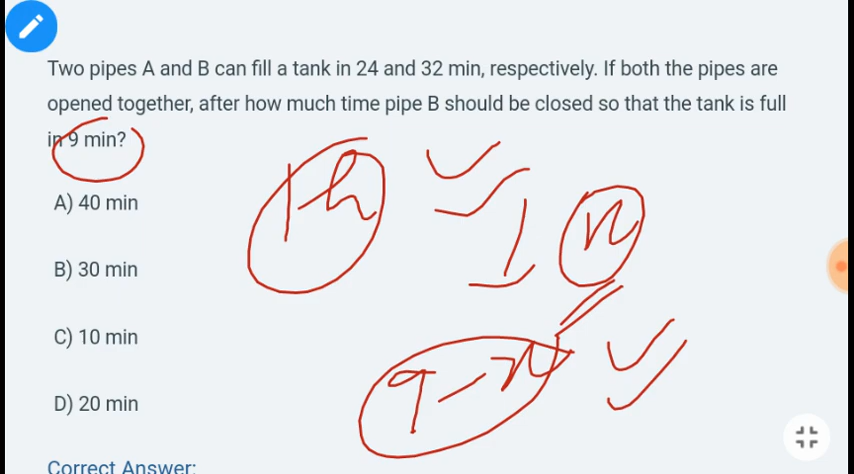 Two pipes A and B can fill a tank in 24 and 32 min, respectively. If both the pipes are
opened together, after how much time pipe B should be closed so that the tank is full
in 9 min?
A) 40 min
B) 30 min
C) 10 min
D) 20 min
Correct Answer: